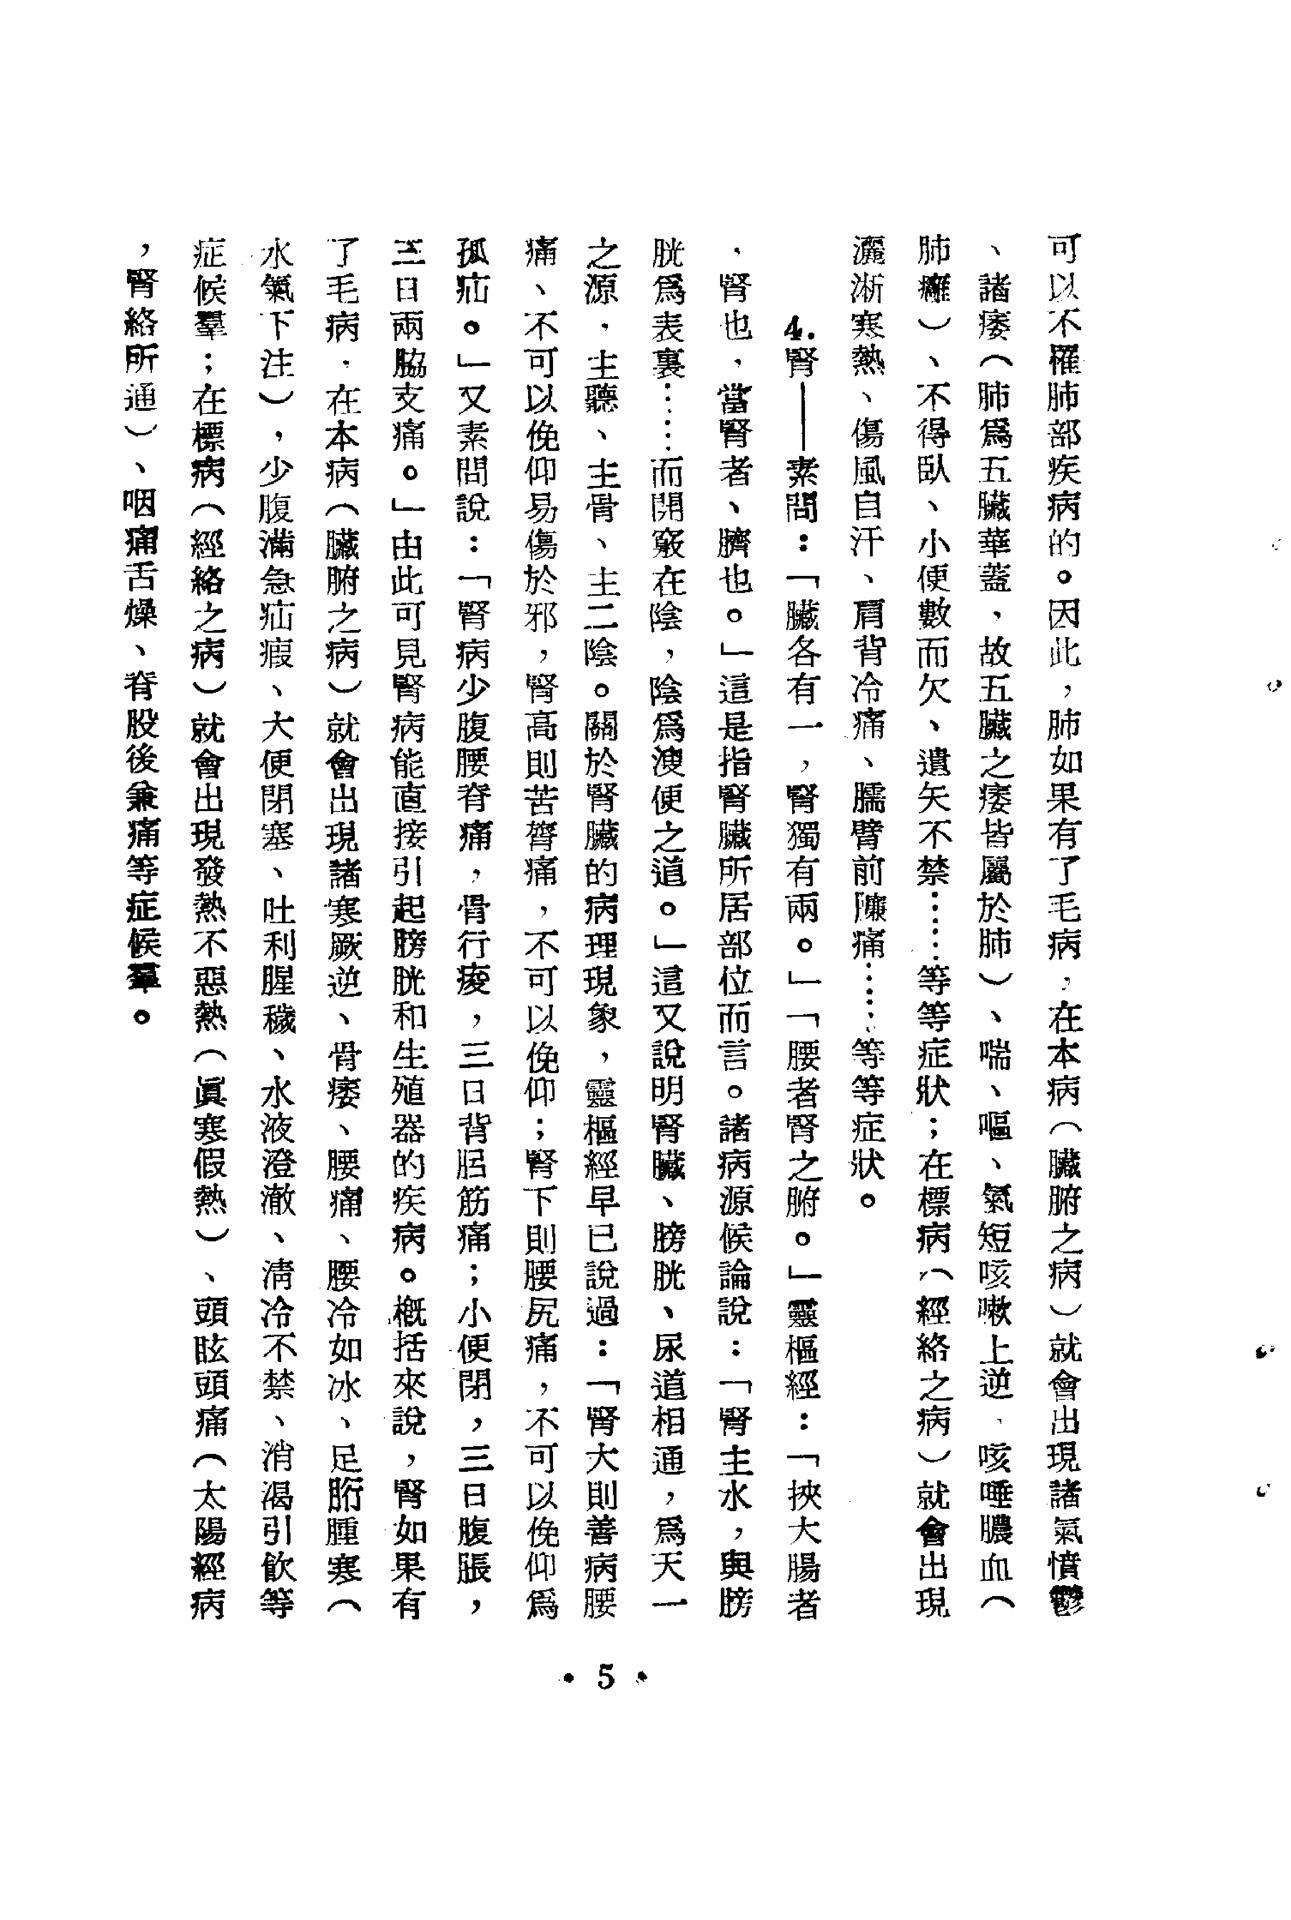 可以不罹肺部疾病的。因此，肺如果有了毛病，在本病（臟腑之病）就會出現諸氣憤鬱
、諸痿（肺爲五臟華蓋，故五臟之痿皆屬於肺）、喘、嘔、氣短咳嗽上逆、咳唾膿血（
肺癰）、不得臥、小便數而欠、遺矢不禁……等等症狀；在標病（經絡之病）就會出現
灑淅寒熱、傷風自汗、肩背冷痛、臑臂前臁痛……等等症狀。
4.腎——素問：「臟各有一，腎獨有兩。」「腰者腎之腑。」靈樞經：「挾大腸者
，腎也，當腎者、臍也。」這是指腎臟所居部位而言。諸病源候論說：「腎主水，與膀
胱爲表裏……而開竅在陰，陰爲溲便之道。」這又說明腎臟、膀胱、尿道相通，爲天一
之源，主聽、主骨、主二陰。關於腎臟的病理現象，靈樞經早已說過：「腎大則善病腰
痛、不可以俛仰易傷於邪，腎高則苦膂痛，不可以俛仰；腎下則腰尻痛，不可以俛仰爲
孤疝。」又素問說：「腎病少腹腰脊痛，骨行痠，三日背䏚筋痛；小便閉，三日腹脹，
三日兩脇支痛。」由此可見腎病能直接引起膀胱和生殖器的疾病。概括來說，腎如果有
了毛病，在本病（臟腑之病）就會出現諸寒厥逆、骨痿、腰痛、腰冷如冰、足胻腫寒（
水氣下注），少腹滿急疝瘕、大便閉塞、吐利腥穢、水液澄澈、淸冷不禁、消渴引飲等
症候羣；在標病（經絡之病）就會出現發熱不惡熱（眞寒假熱）、頭眩頭痛（太陽經病
，腎絡所通）、咽痛舌燥、脊股後兼痛等症候羣。
• 5 •